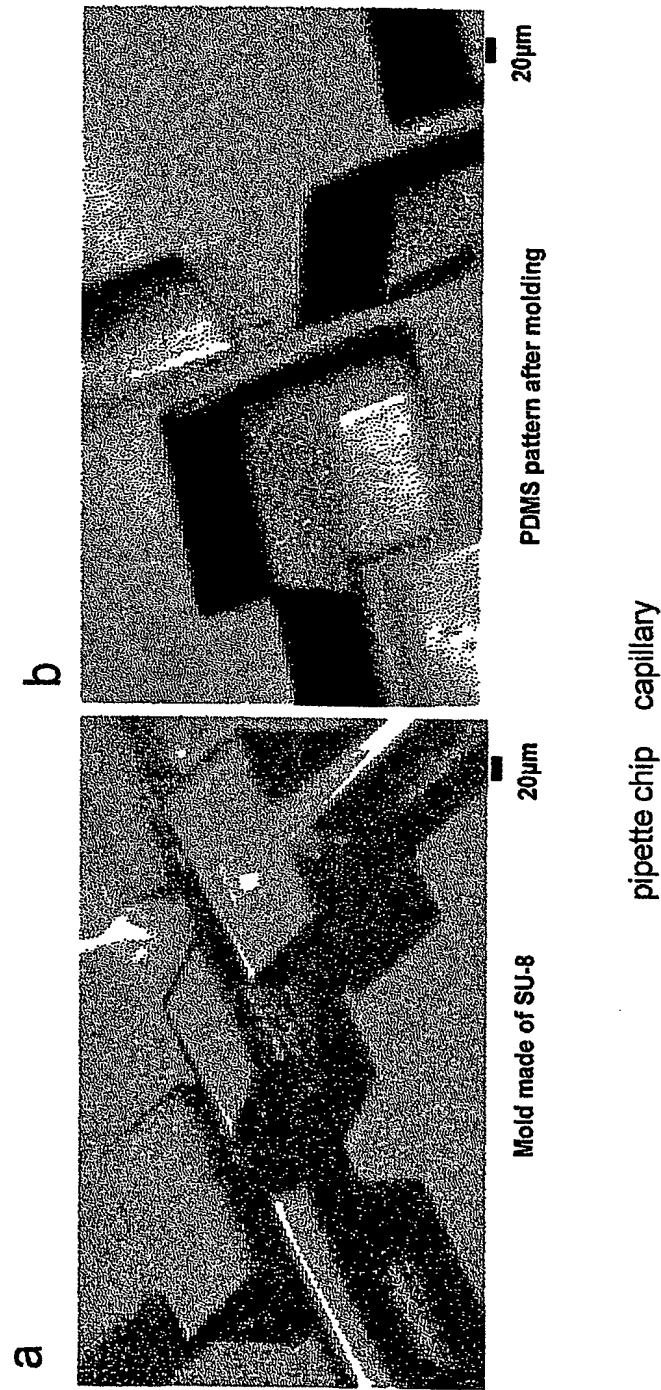 a
Mold made of SU-8
20μm
b
PDMS pattern after molding
20μm
pipette chip capillary